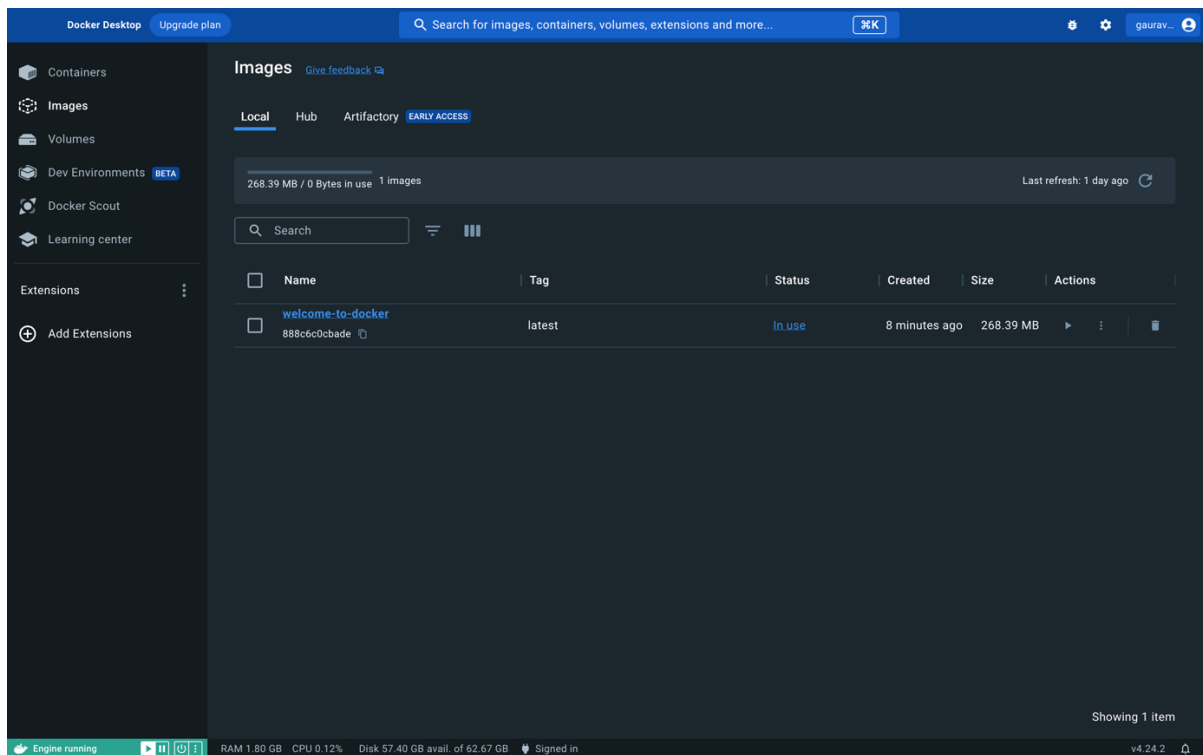 Docker Desktop Upgrade plan Search for images, containers, volumes, extensions and more... ⌘K gaurav...
Containers
Images
Volumes
Dev Environments BETA
Docker Scout
Learning center
Extensions
Add Extensions
Images Give feedback
Local Hub Artifactory EARLY ACCESS
268.39 MB / 0 Bytes in use 1 images Last refresh: 1 day ago
Search
Name Tag Status Created Size Actions
welcome-to-docker
888c6c0cbade
latest In use 8 minutes ago 268.39 MB
Showing 1 item
Engine running RAM 1.80 GB CPU 0.12% Disk 57.40 GB avail. of 62.67 GB Signed in v4.24.2